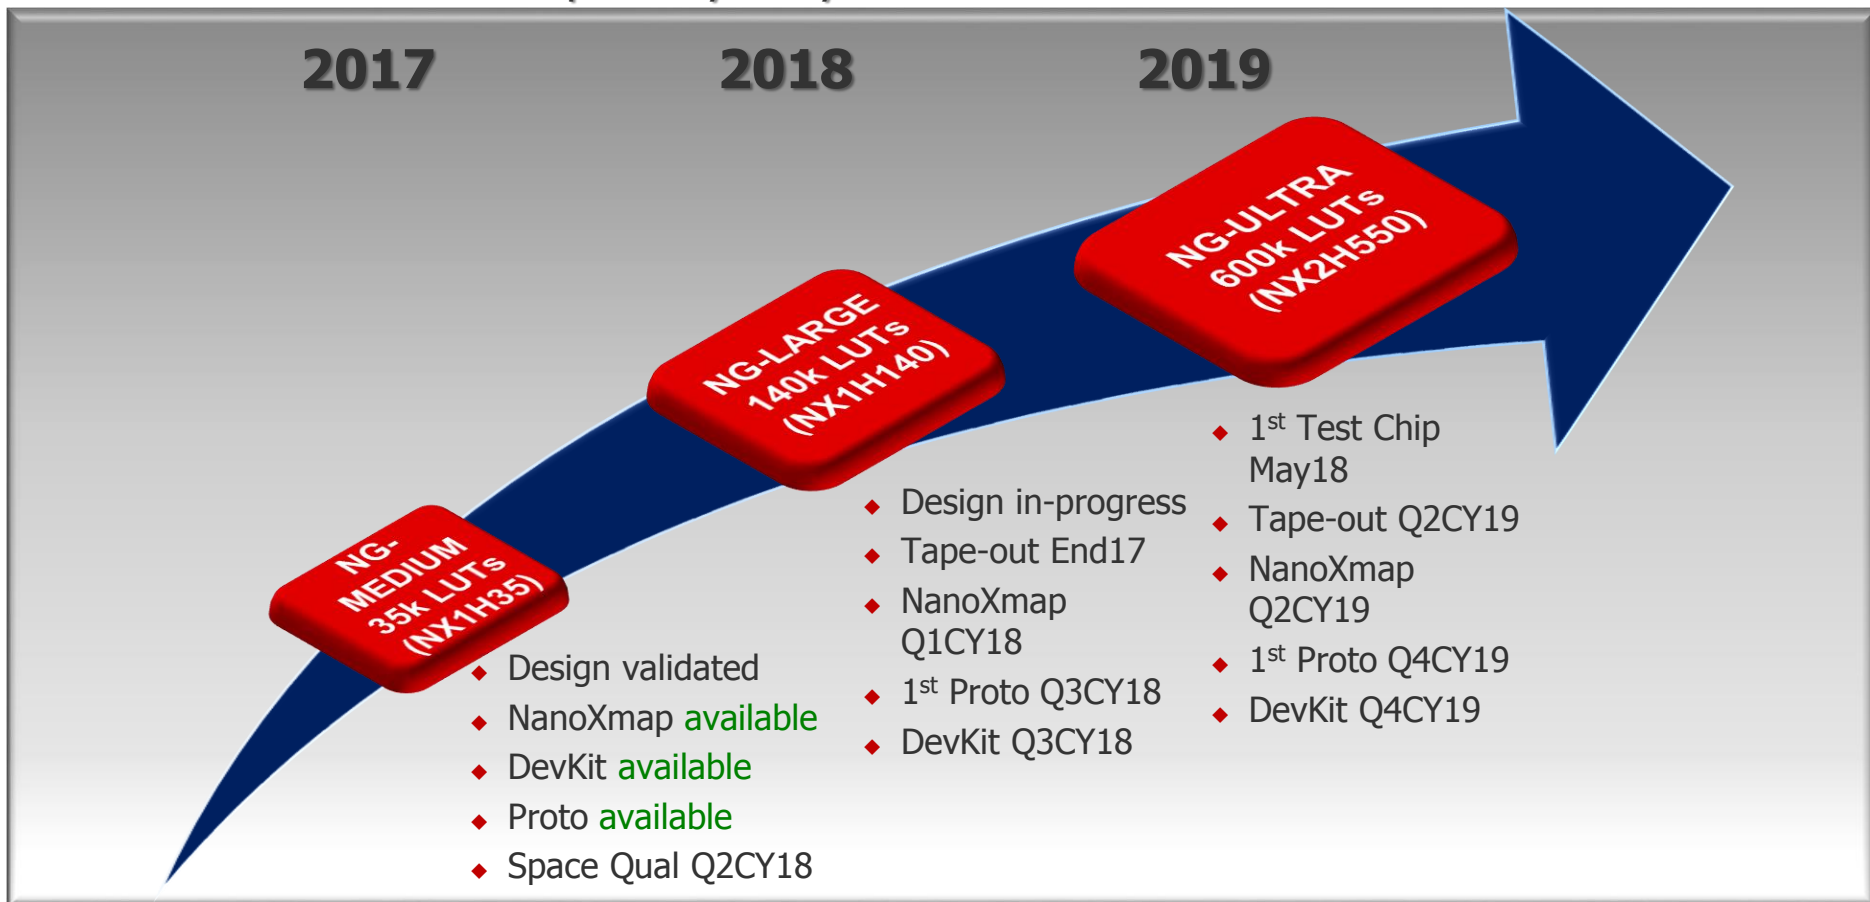 2017
2018
2019
NG-
MEDIUM
35k LUTs
(NX1H35)
Design validated
NanoXmap available
DevKit available
Proto available
Space Qual Q2CY18
NG-LARGE
140k LUTs
(NX1H140)
Design in-progress
Tape-out End17
NanoXmap
Q1CY18
1st Proto Q3CY18
DevKit Q3CY18
NG-ULTRA
600k LUTs
(NX2H550)
1st Test Chip
May18
Tape-out Q2CY19
NanoXmap
Q2CY19
1st Proto Q4CY19
DevKit Q4CY19